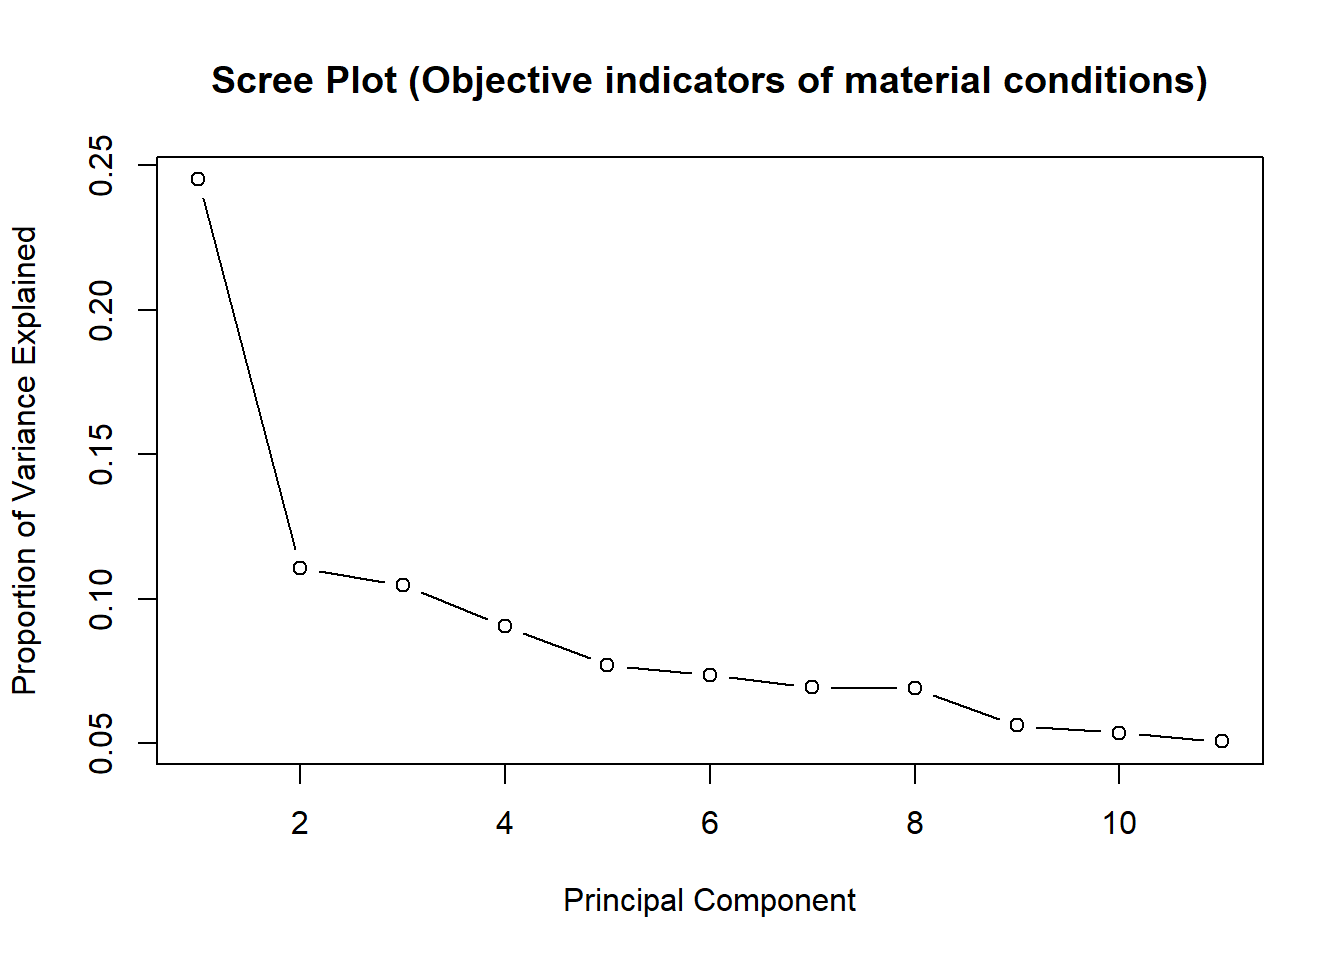 Scree Plot (Objective indicators of material conditions)
Proportion of Variance Explained
0.25
0.20
0.15
0.10
0.05
2 4 6 8 10
Principal Component